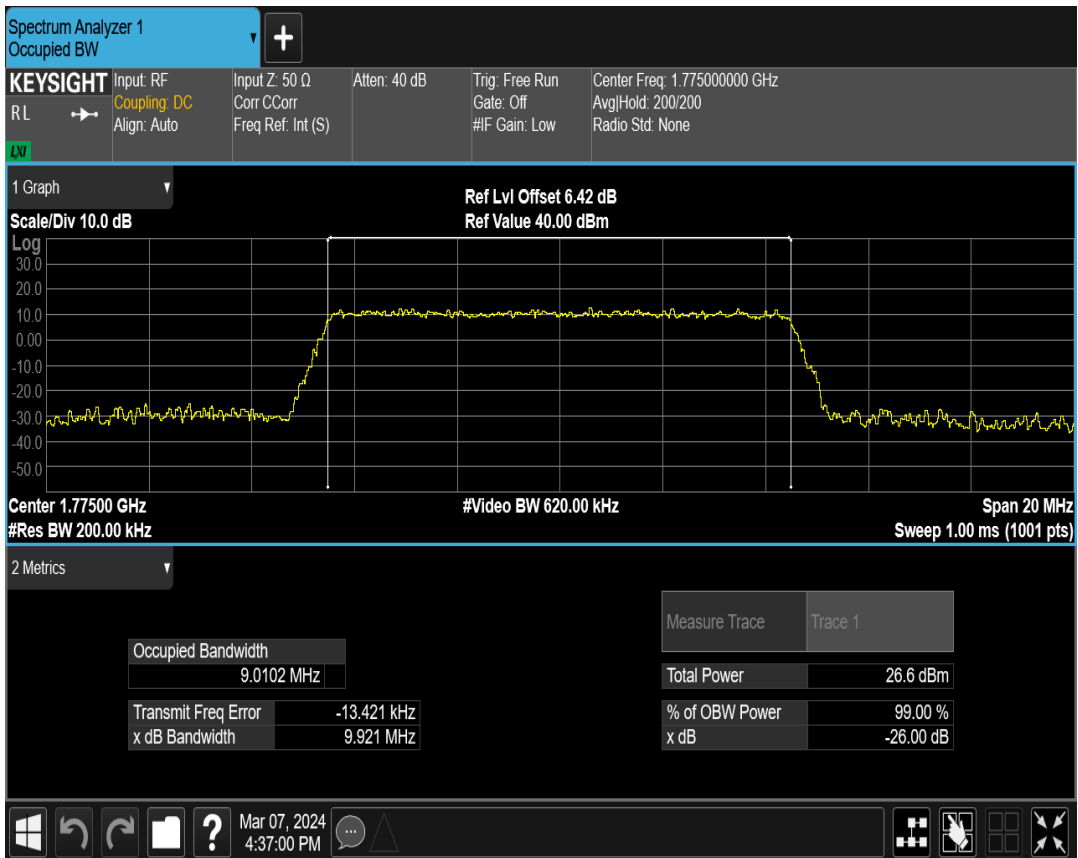 Spectrum Analyzer 1
Occupied BW
+
KEYSIGHT
RL
LXI
Input: RF
Coupling: DC
Align: Auto
Input Z: 50 Ω
Corr CCorr
Freq Ref: Int (S)
Atten: 40 dB
Trig: Free Run
Gate: Off
#IF Gain: Low
Center Freq: 1.775000000 GHz
Avg|Hold: 200/200
Radio Std: None
1 Graph
Scale/Div 10.0 dB
Ref Lvl Offset 6.42 dB
Ref Value 40.00 dBm
Log
30.0
20.0
10.0
0.00
-10.0
-20.0
-30.0
-40.0
-50.0
Center 1.77500 GHz
#Video BW 620.00 kHz
Span 20 MHz
#Res BW 200.00 kHz
Sweep 1.00 ms (1001 pts)
2 Metrics
Measure Trace Trace 1
Occupied Bandwidth
9.0102 MHz
Total Power 26.6 dBm
Transmit Freq Error -13.421 kHz
% of OBW Power 99.00 %
x dB Bandwidth 9.921 MHz
x dB -26.00 dB
?
Mar 07, 2024
4:37:00 PM